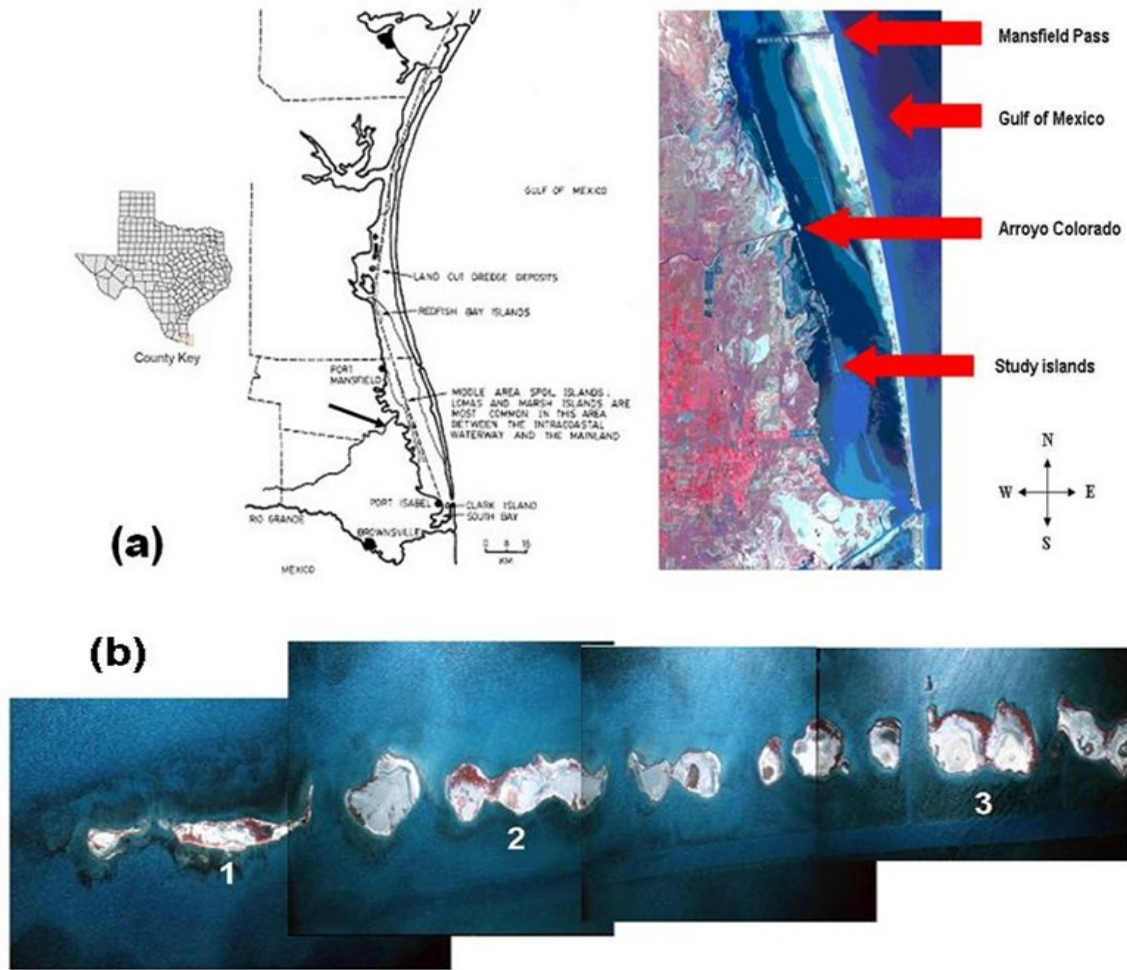 GULF OF MEXICO
LAND CUT DREDGE DEPOSITS
REDFISH BAY ISLANDS
PORT
MANSFIELD
MIDDLE AREA SPOIL ISLANDS:
LOMAS AND MARSH ISLANDS ARE
MOST COMMON IN THIS AREA
BETWEEN THE INTRACOASTAL
WATERWAY AND THE MAINLAND
PORT ISABEL
CLARK ISLAND
SOUTH BAY
RIO GRANDE
BROWNSVILLE
MEXICO
0 8 16
KM
County Key
(a)
Mansfield Pass
Gulf of Mexico
Arroyo Colorado
Study islands
N
W E
S
(b)
1
2
3